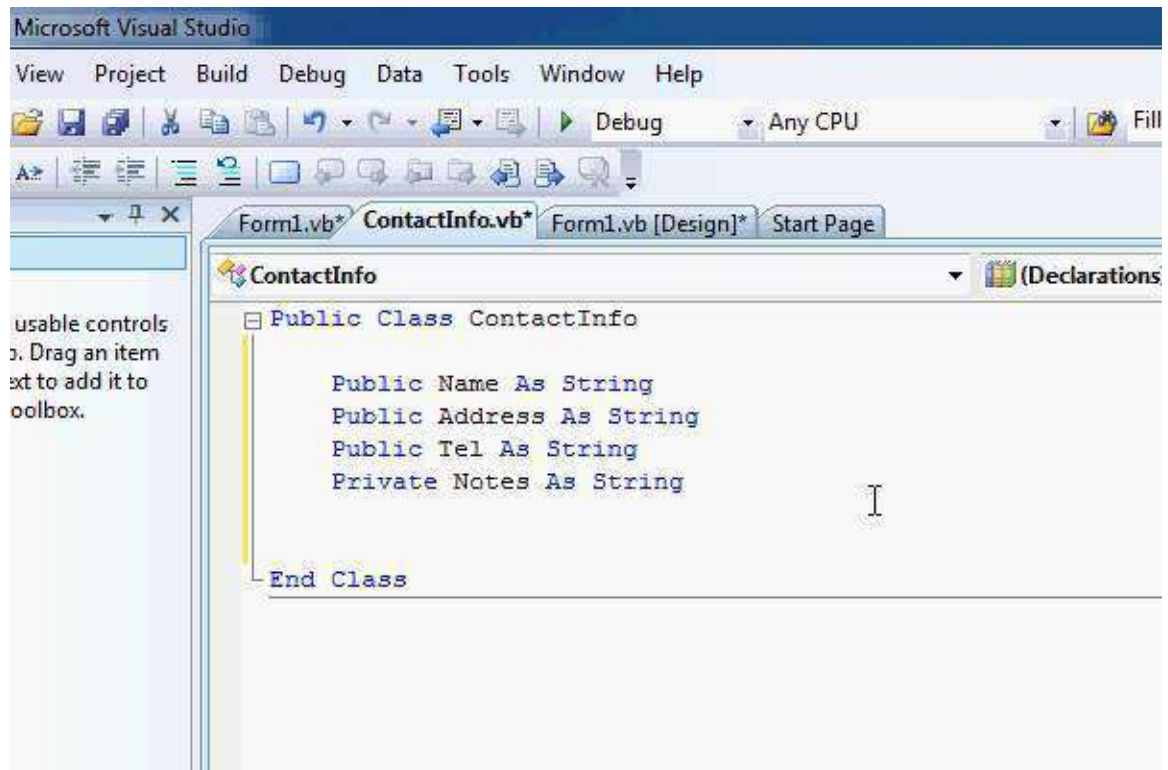 Microsoft Visual Studio
View Project Build Debug Data Tools Window Help
Debug Any CPU Fill
Form1.vb* ContactInfo.vb* Form1.vb [Design]* Start Page
ContactInfo (Declarations)
usable controls
. Drag an item
ext to add it to
oolbox.
Public Class ContactInfo
Public Name As String
Public Address As String
Public Tel As String
Private Notes As String
End Class